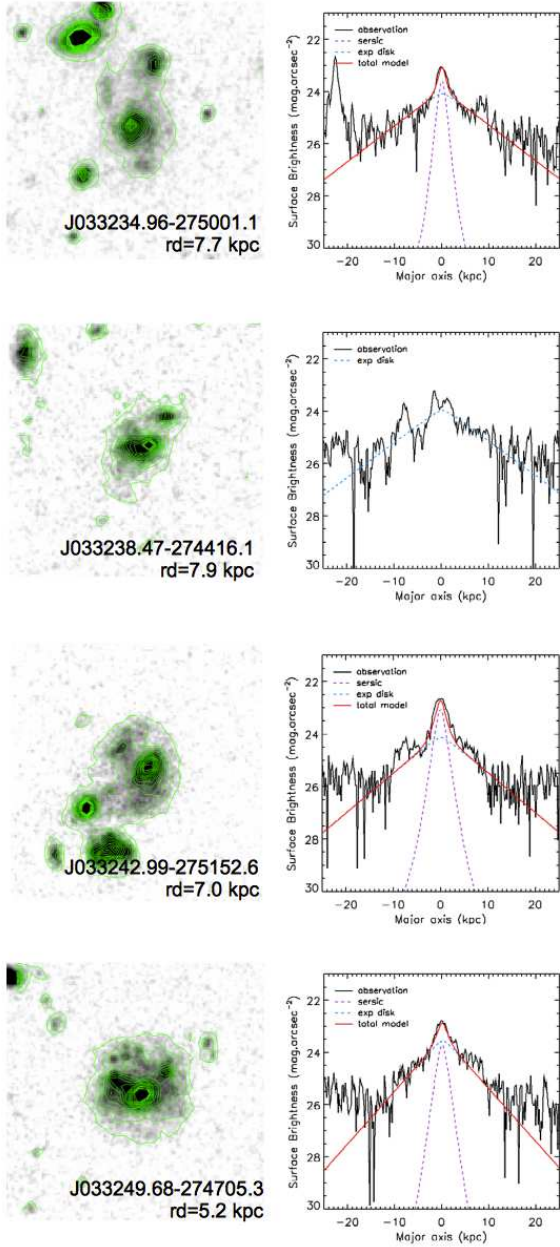 J033234.96-275001.1
rd=7.7 kpc
observation
sersic
exp disk
total model
Surface Brightness (mag.arcsec⁻²)
22
24
26
28
30
−20 −10 0 10 20
Major axis (kpc)
J033238.47-274416.1
rd=7.9 kpc
observation
exp disk
Surface Brightness (mag.arcsec⁻²)
22
24
26
28
30
−20 −10 0 10 20
Major axis (kpc)
J033242.99-275152.6
rd=7.0 kpc
observation
sersic
exp disk
total model
Surface Brightness (mag.arcsec⁻²)
22
24
26
28
30
−20 −10 0 10 20
Major axis (kpc)
J033249.68-274705.3
rd=5.2 kpc
observation
sersic
exp disk
total model
Surface Brightness (mag.arcsec⁻²)
22
24
26
28
30
−20 −10 0 10 20
Major axis (kpc)